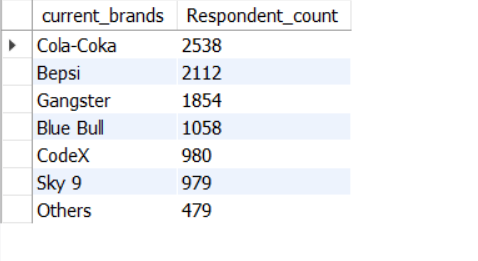 current_brands Respondent_count
Cola-Coka 2538
Bepsi 2112
Gangster 1854
Blue Bull 1058
CodeX 980
Sky 9 979
Others 479